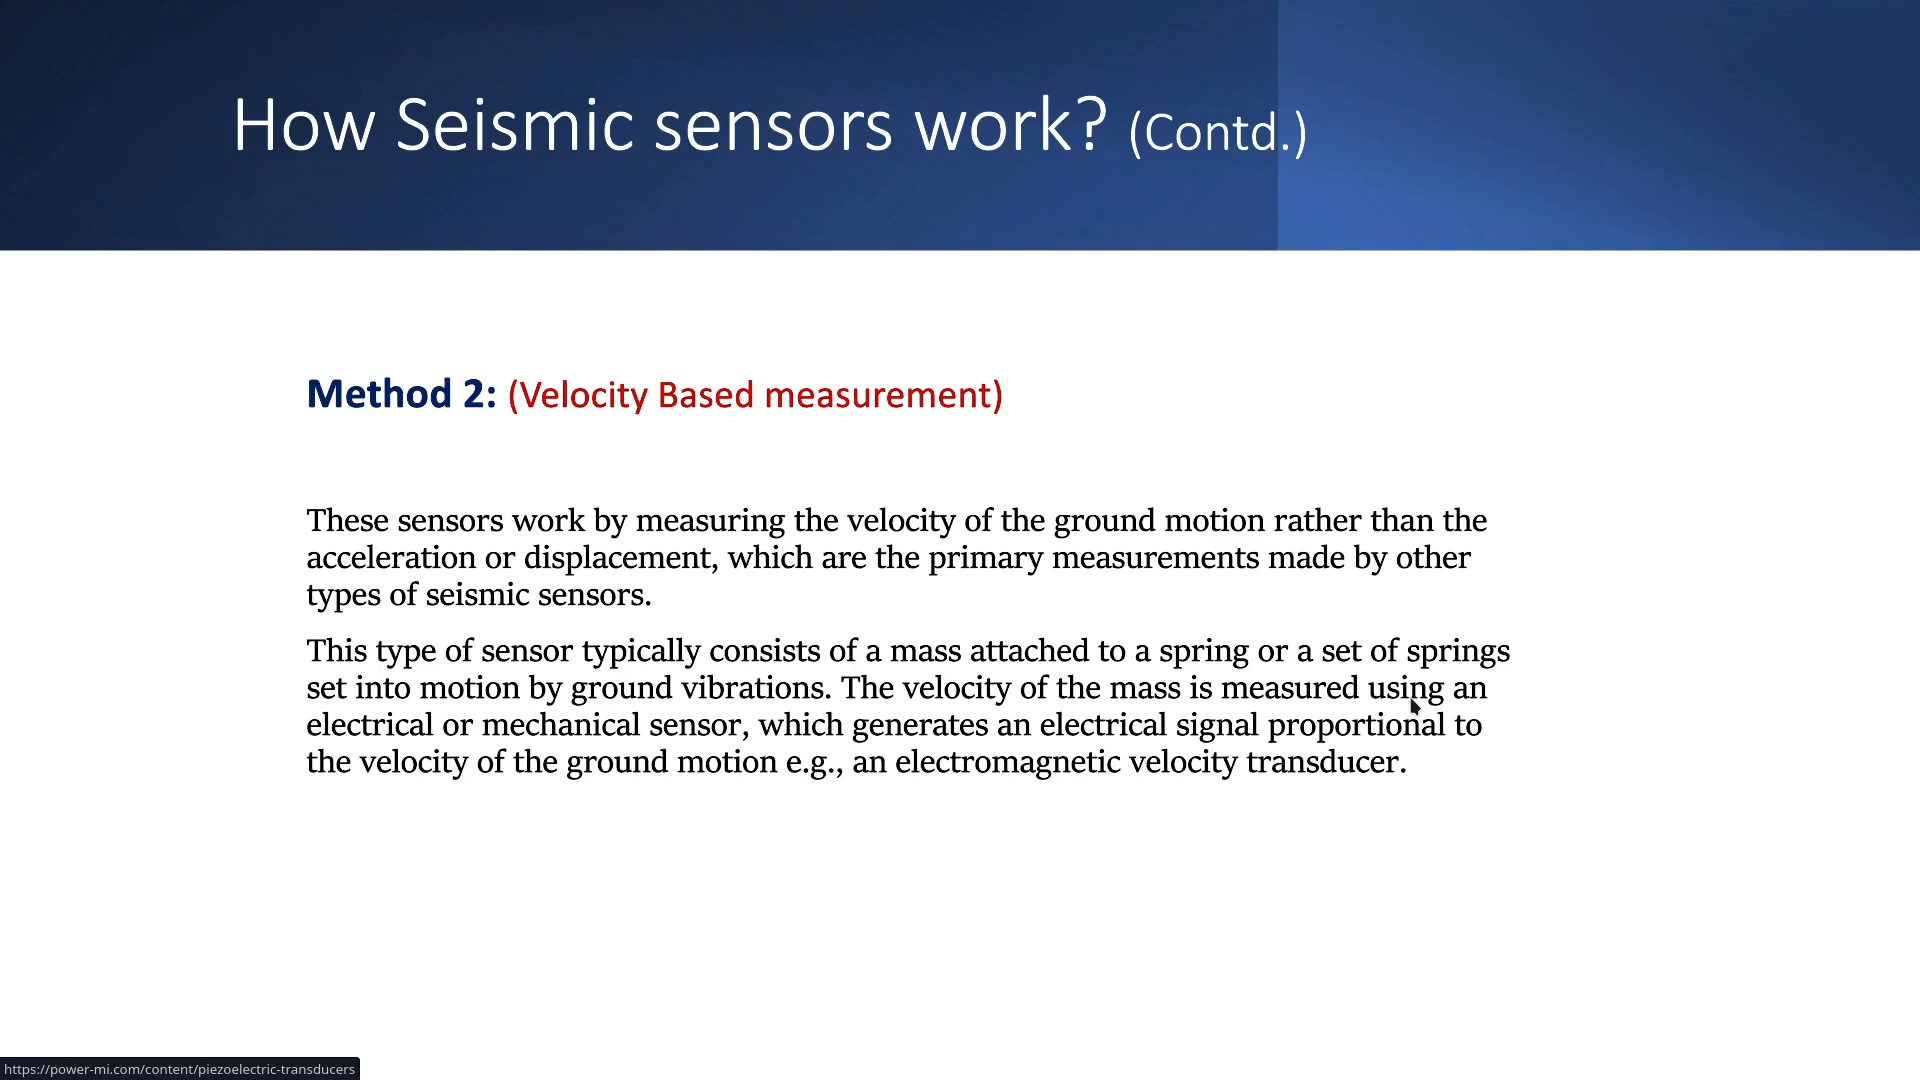 How Seismic sensors work? (Contd.)
Method 2: (Velocity Based measurement)
These sensors work by measuring the velocity of the ground motion rather than the
acceleration or displacement, which are the primary measurements made by other
types of seismic sensors.
This type of sensor typically consists of a mass attached to a spring or a set of springs
set into motion by ground vibrations. The velocity of the mass is measured using an
electrical or mechanical sensor, which generates an electrical signal proportional to
the velocity of the ground motion e.g., an electromagnetic velocity transducer.
https://power-mi.com/content/piezoelectric-transducers